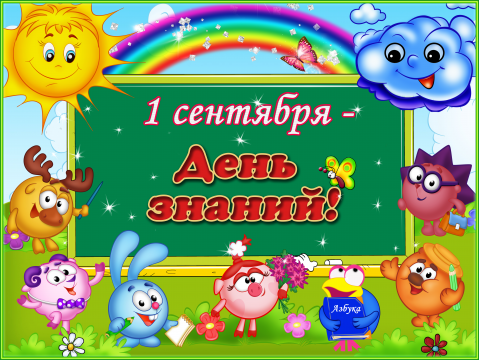 1 сентября -
День
знаний!
Азбука